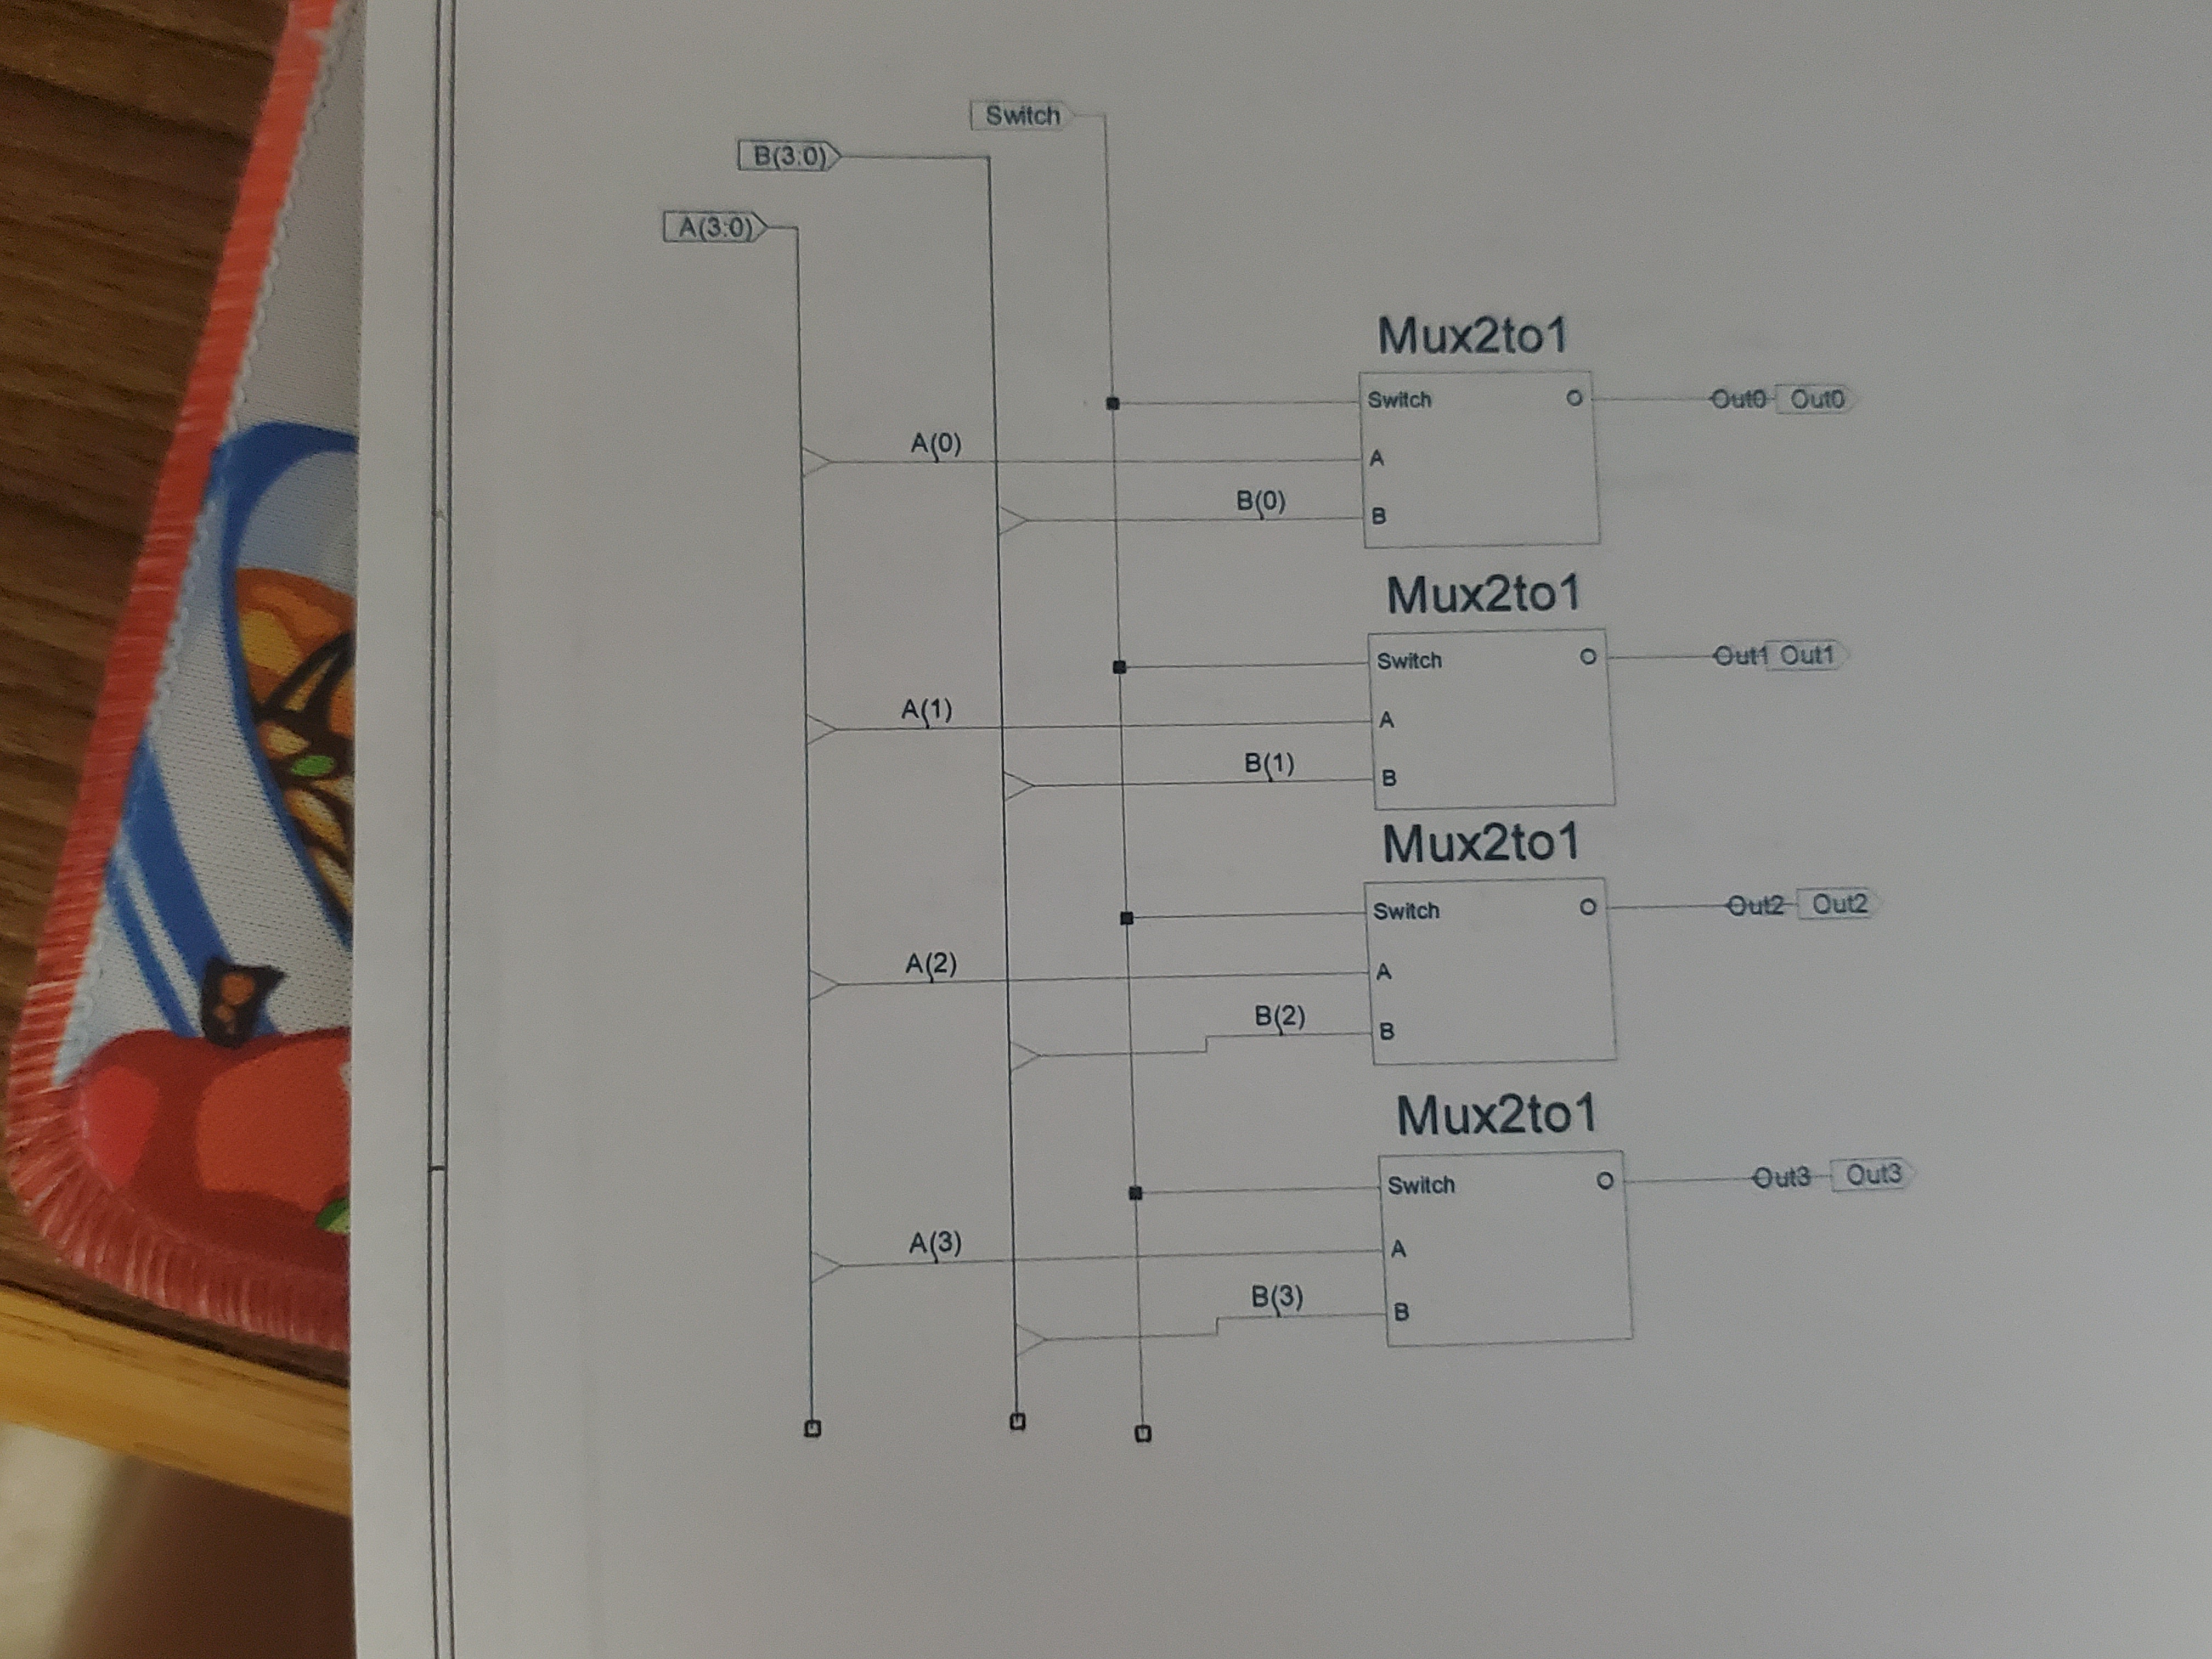 Switch
B(3:0)
A(3:0)
Mux2to1
Switch O Out0 Out0
A(0) A
B(0) B
Mux2to1
Switch O Out1 Out1
A(1) A
B(1) B
Mux2to1
Switch O Out2 Out2
A(2) A
B(2) B
Mux2to1
Switch O Out3 Out3
A(3) A
B(3) B